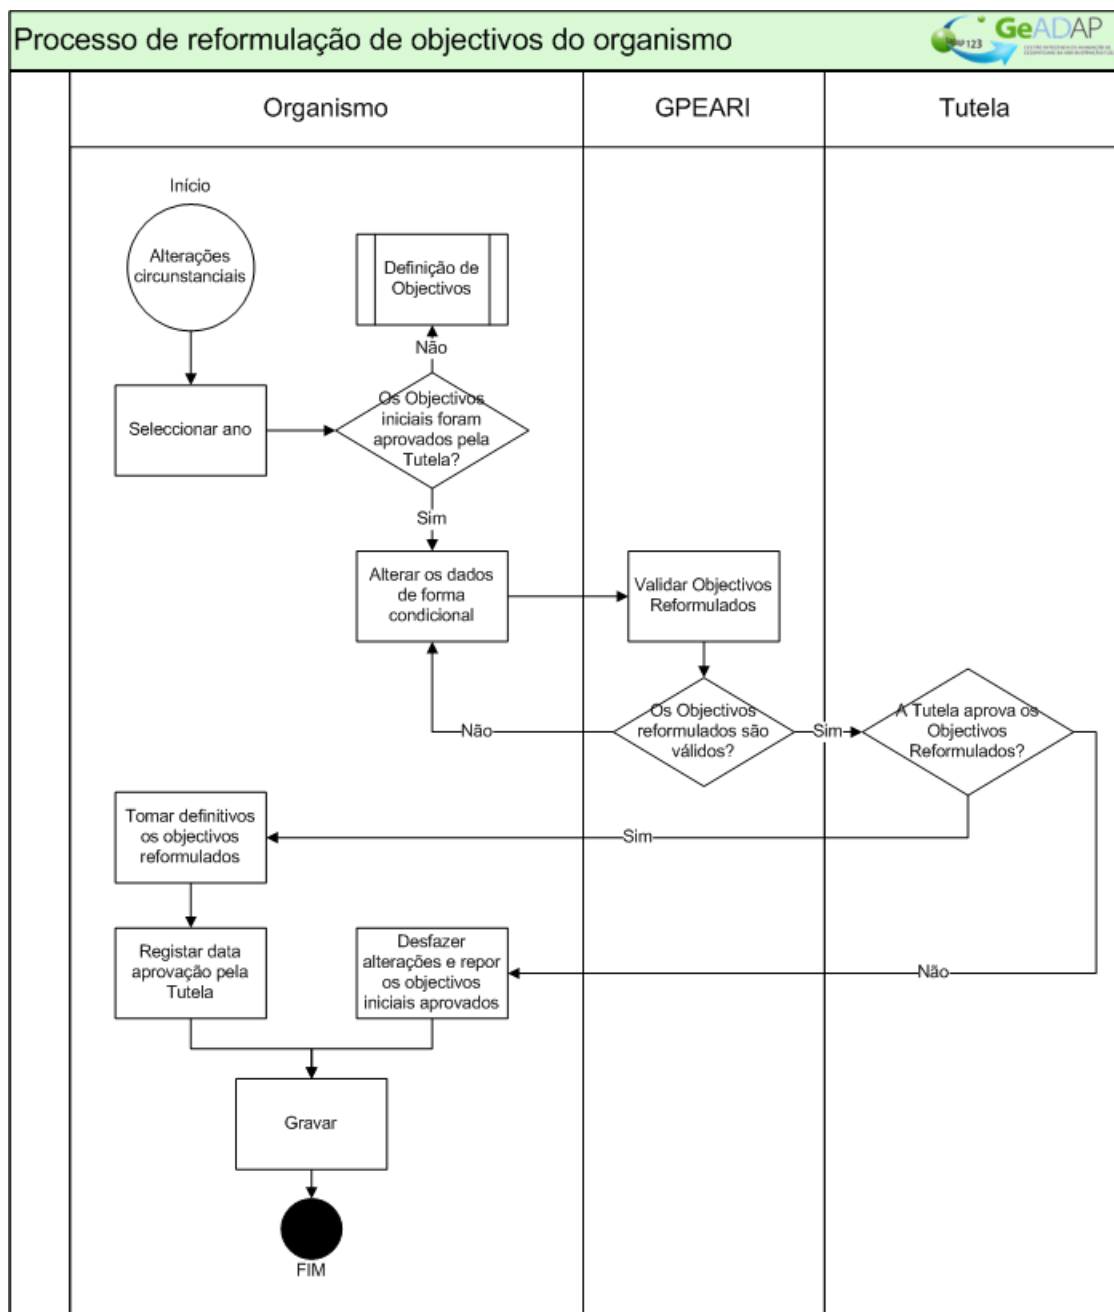 Processo de reformulação de objectivos do organismo
GeADAP
123
Organismo
GPEARI
Tutela
Início
Alterações
circunstanciais
Definição de
Objectivos
Não
Seleccionar ano
Os Objectivos
iniciais foram
aprovados pela
Tutela?
Sim
Alterar os dados
de forma
condicional
Validar Objectivos
Reformulados
Não
Os Objectivos
reformulados são
válidos?
Sim
A Tutela aprova os
Objectivos
Reformulados?
Tornar definitivos
os objectivos
reformulados
Sim
Registar data
aprovação pela
Tutela
Desfazer
alterações e repor
os objectivos
iniciais aprovados
Não
Gravar
FIM